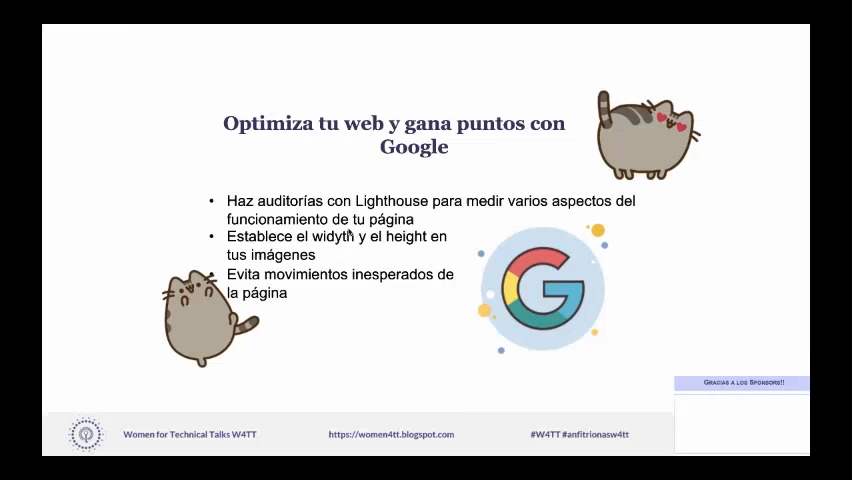 Optimiza tu web y gana puntos con
Google
• Haz auditorías con Lighthouse para medir varios aspectos del
funcionamiento de tu página
• Establece el widyth y el height en
tus imágenes
• Evita movimientos inesperados de
la página
GRACIAS A LOS SPONSORS!!
Women for Technical Talks W4TT
https://women4tt.blogspot.com
#W4TT #anfitrionasw4tt